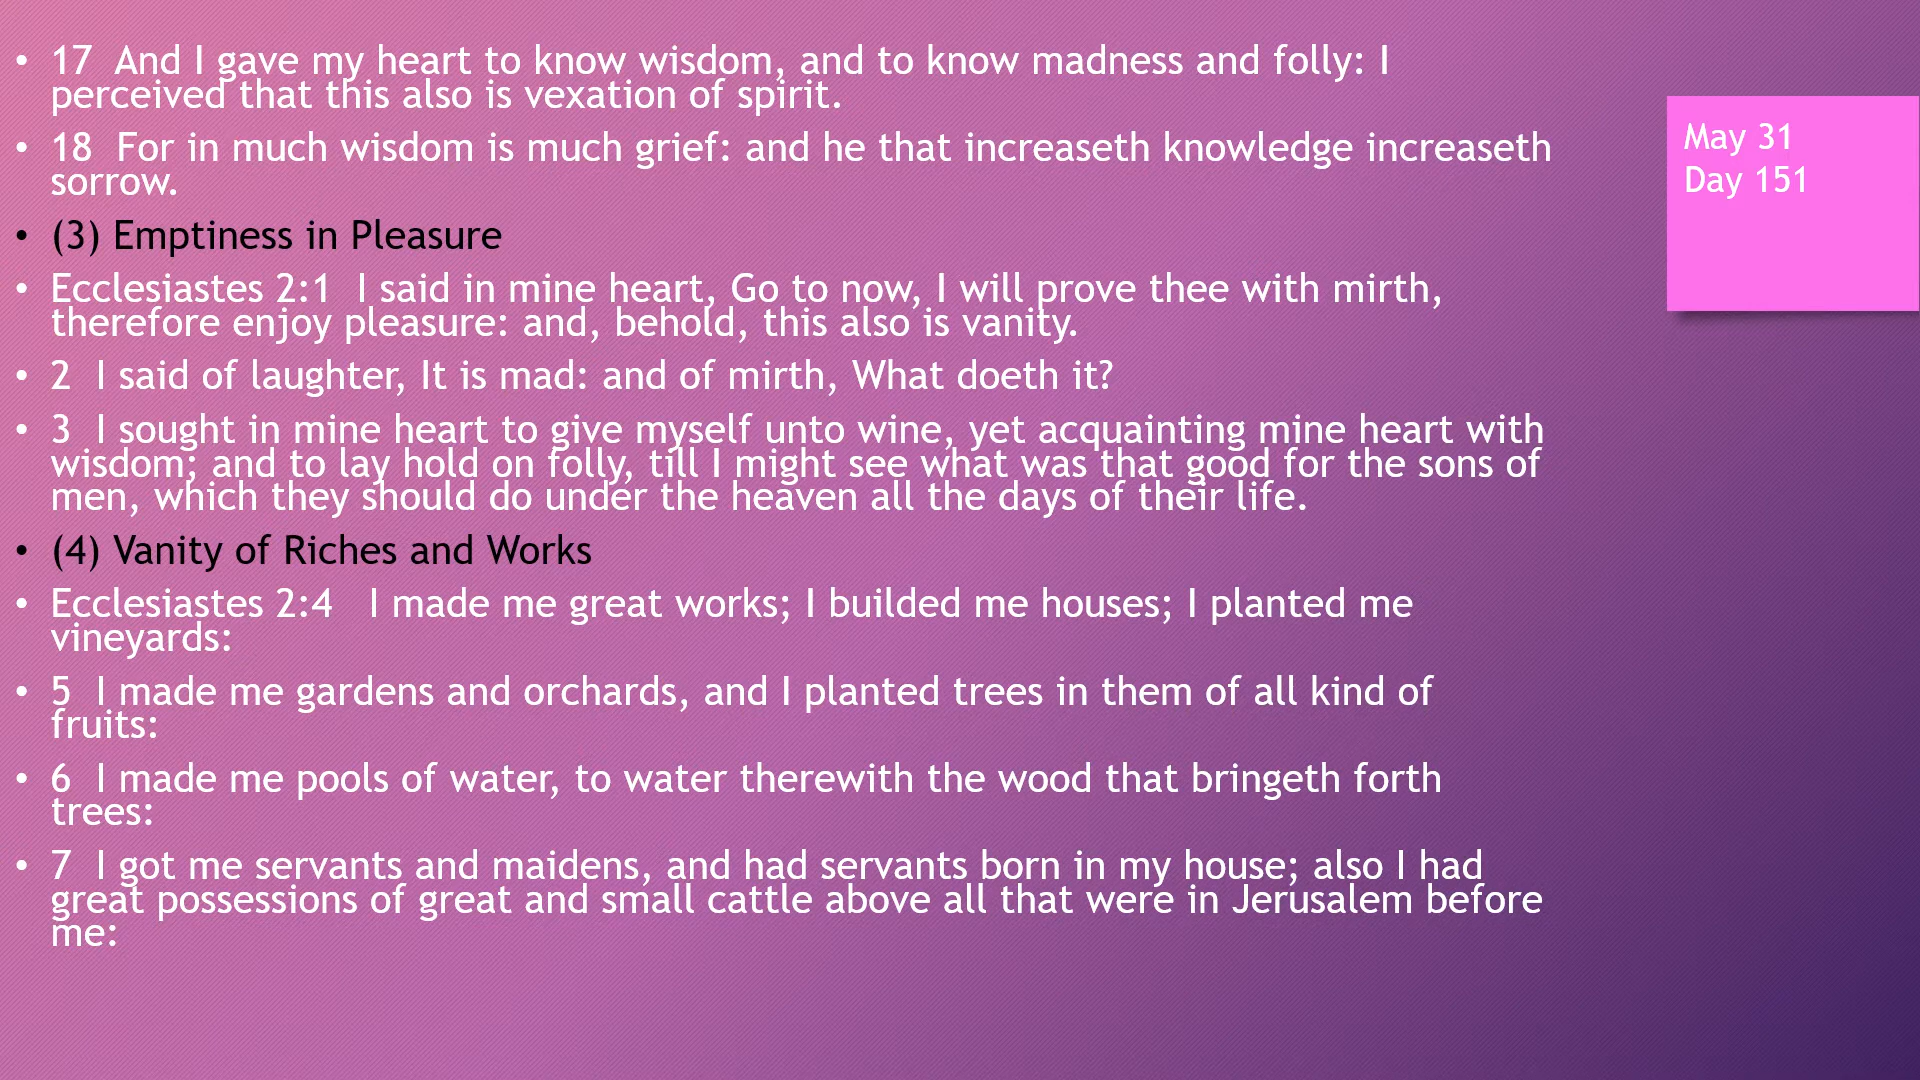 • 17  And I gave my heart to know wisdom, and to know madness and folly: I
perceived that this also is vexation of spirit.
• 18  For in much wisdom is much grief: and he that increaseth knowledge increaseth
sorrow.
• (3) Emptiness in Pleasure
• Ecclesiastes 2:1  I said in mine heart, Go to now, I will prove thee with mirth,
therefore enjoy pleasure: and, behold, this also is vanity.
• 2  I said of laughter, It is mad: and of mirth, What doeth it?
• 3  I sought in mine heart to give myself unto wine, yet acquainting mine heart with
wisdom; and to lay hold on folly, till I might see what was that good for the sons of
men, which they should do under the heaven all the days of their life.
• (4) Vanity of Riches and Works
• Ecclesiastes 2:4   I made me great works; I builded me houses; I planted me
vineyards:
• 5  I made me gardens and orchards, and I planted trees in them of all kind of
fruits:
• 6  I made me pools of water, to water therewith the wood that bringeth forth
trees:
• 7  I got me servants and maidens, and had servants born in my house; also I had
great possessions of great and small cattle above all that were in Jerusalem before
me:
May 31
Day 151